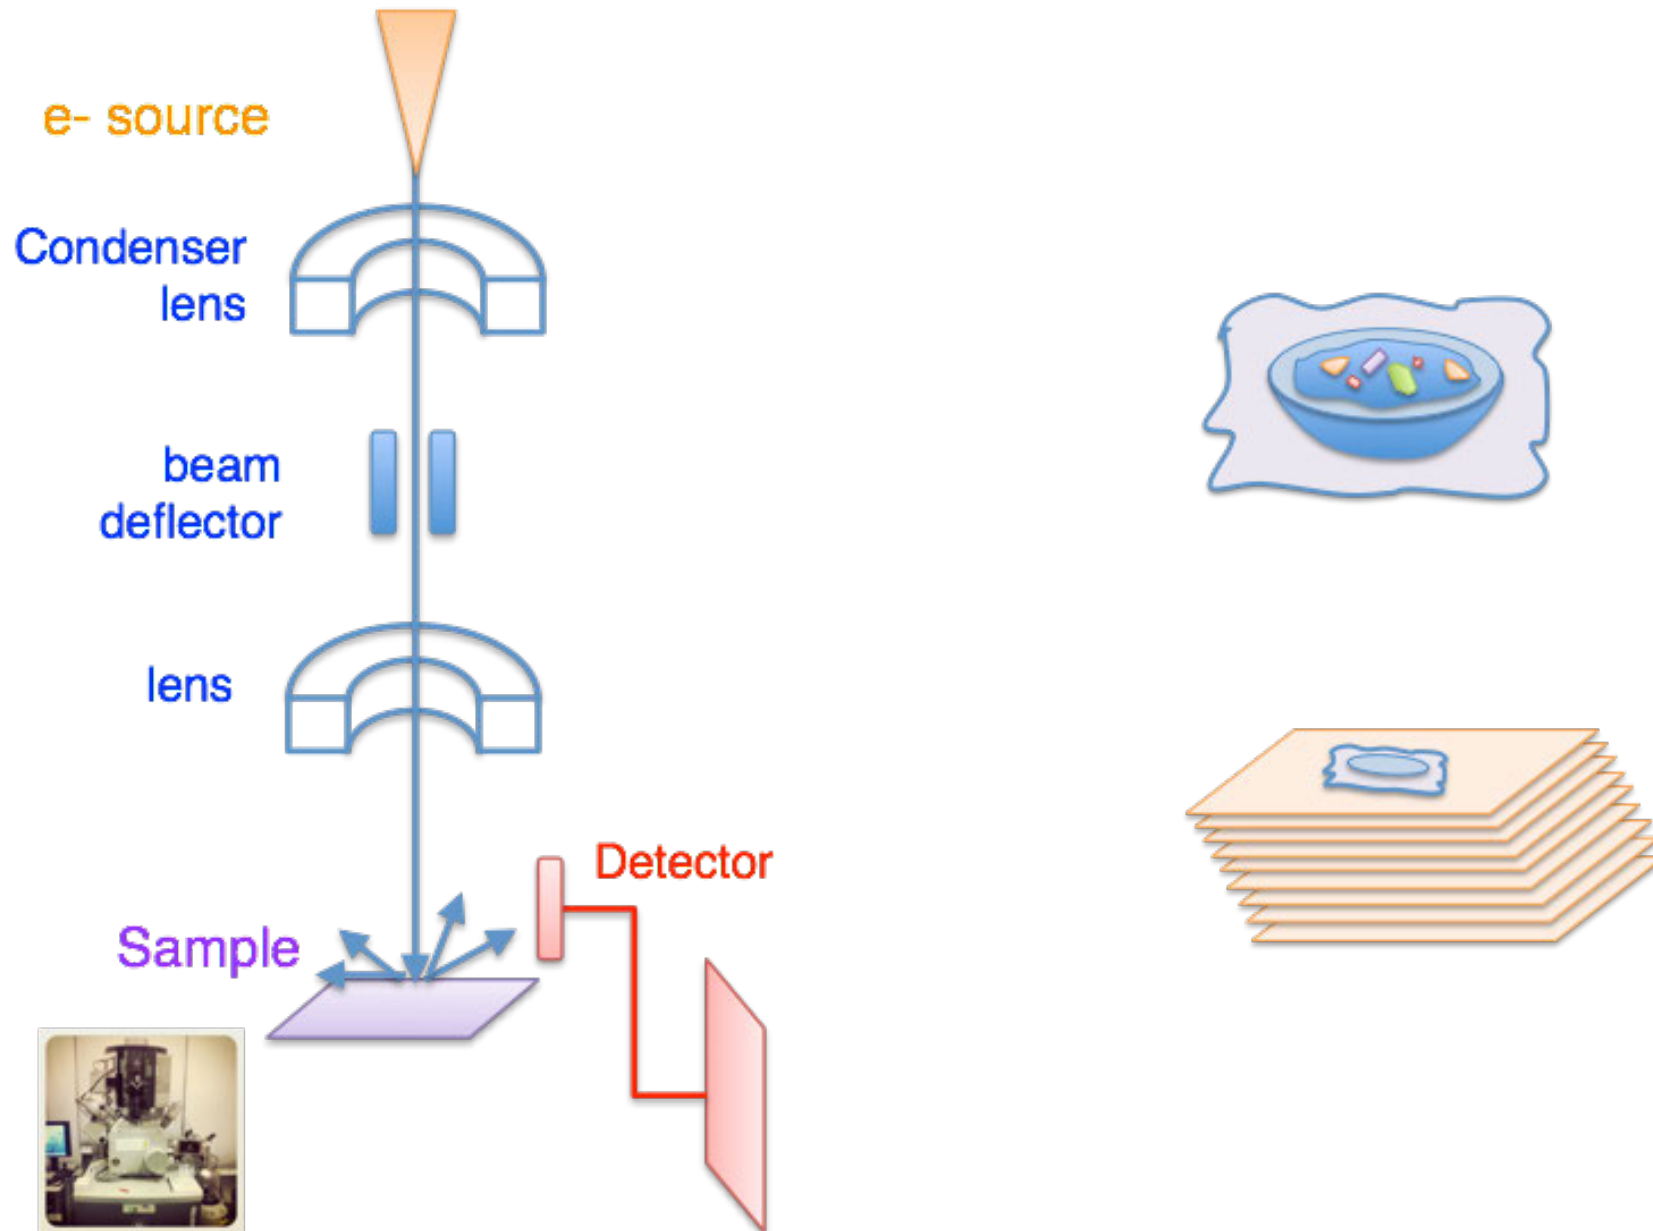 e- source
Condenser
lens
beam
deflector
lens
Detector
Sample